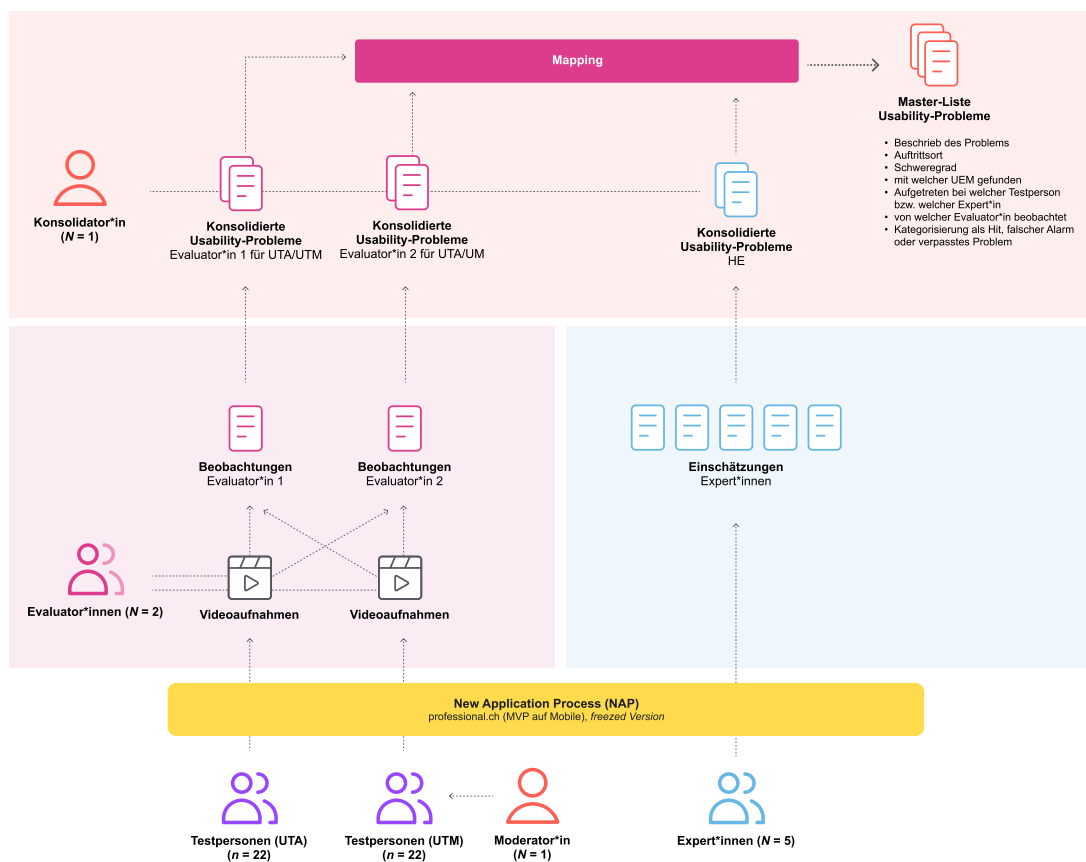 Mapping
Master-Liste
Usability-Probleme
• Beschrieb des Problems
• Auftrittsort
• Schweregrad
• mit welcher UEM gefunden
• Aufgetreten bei welcher Testperson
bzw. welcher Expert*in
• von welcher Evaluator*in beobachtet
• Kategorisierung als Hit, falscher Alarm
oder verpasstes Problem
Konsolidator*in
(N = 1)
Konsolidierte
Usability-Probleme
Evaluator*in 1 für UTA/UTM
Konsolidierte
Usability-Probleme
Evaluator*in 2 für UTA/UM
Konsolidierte
Usability-Probleme
HE
Beobachtungen
Evaluator*in 1
Beobachtungen
Evaluator*in 2
Einschätzungen
Expert*innen
Evaluator*innen (N = 2)
Videoaufnahmen
Videoaufnahmen
New Application Process (NAP)
professional.ch (MVP auf Mobile), freezed Version
Testpersonen (UTA)
(n = 22)
Testpersonen (UTM)
(n = 22)
Moderator*in
(N = 1)
Expert*innen (N = 5)